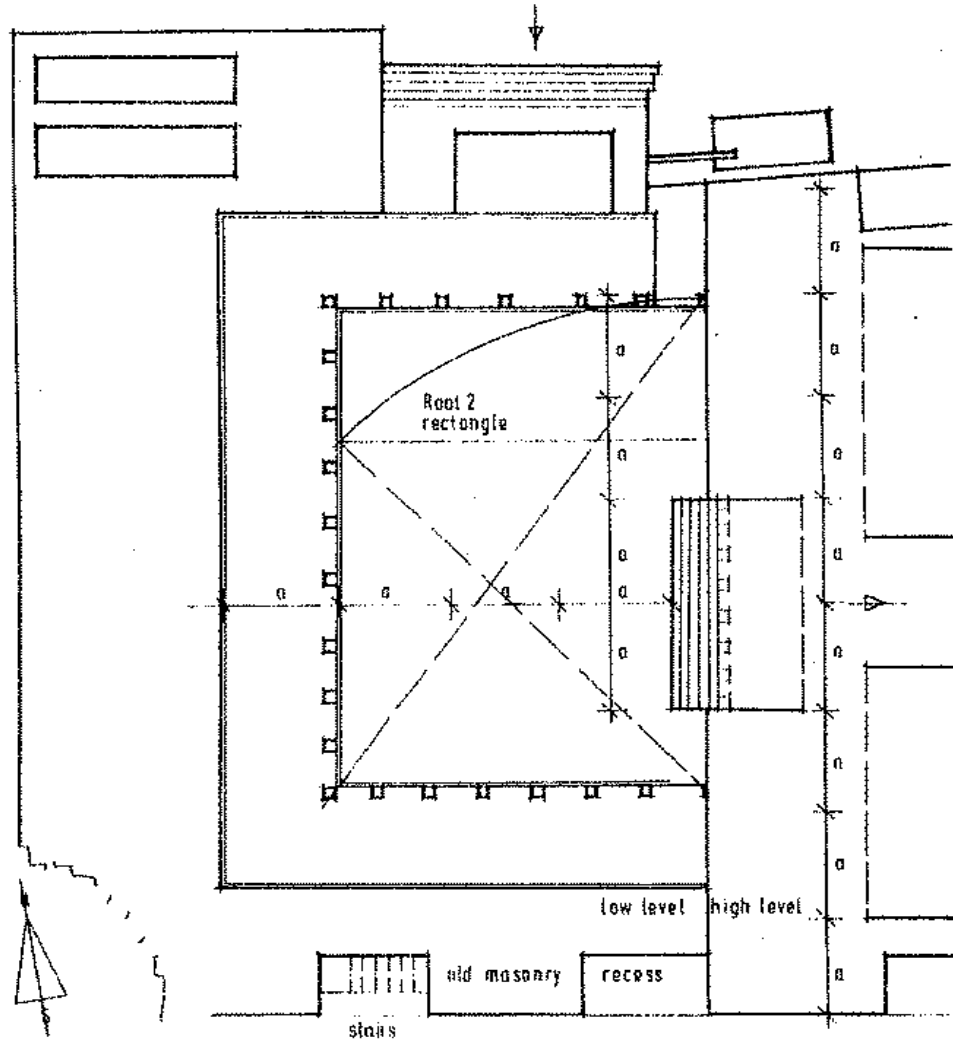 a
a a
Root 2
rectangle
a a
a a
a a a a
a a
a
a
low level high level
old masonry recess a
stairs